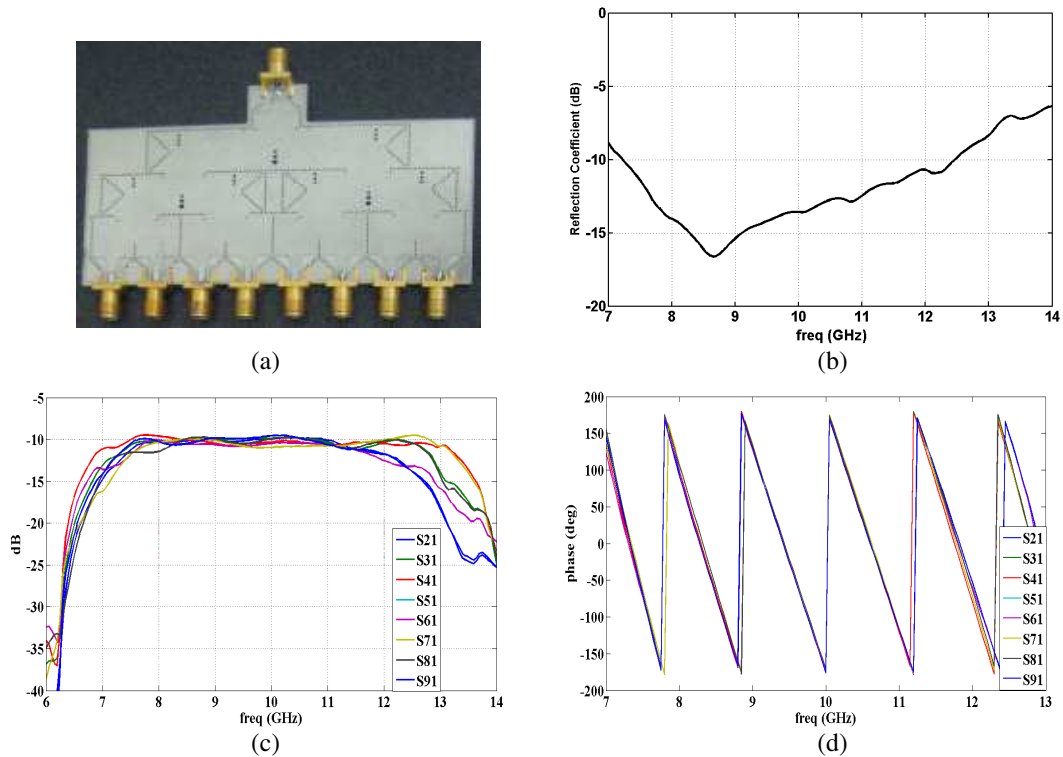 (a)
0
-5
-10
-15
-20
Reflection Coefficient (dB)
7 8 9 10 11 12 13 14
freq (GHz)
(b)
-5
-10
-15
-20
-25
-30
-35
-40
dB
6 7 8 9 10 11 12 13 14
freq (GHz)
S21
S31
S41
S51
S61
S71
S81
S91
(c)
200
150
100
50
0
-50
-100
-150
-200
phase (deg)
7 8 9 10 11 12 13
freq (GHz)
S21
S31
S41
S51
S61
S71
S81
S91
(d)